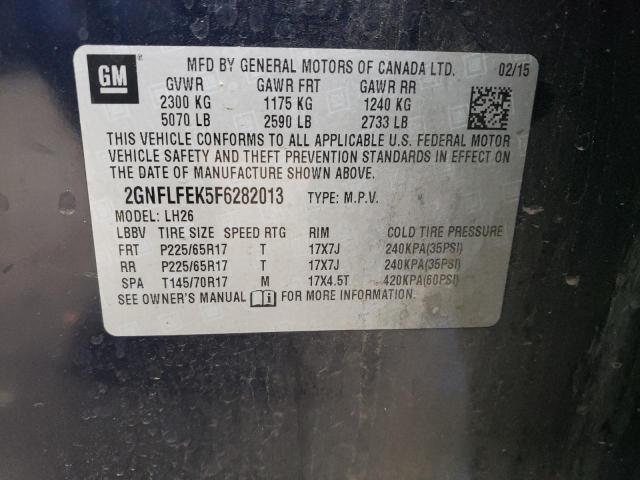 GM
MFD BY GENERAL MOTORS OF CANADA LTD. 02/15
GVWR GAWR FRT GAWR RR
2300 KG 1175 KG 1240 KG
5070 LB 2590 LB 2733 LB
THIS VEHICLE CONFORMS TO ALL APPLICABLE U.S. FEDERAL MOTOR
VEHICLE SAFETY AND THEFT PREVENTION STANDARDS IN EFFECT ON
THE DATE OF MANUFACTURE SHOWN ABOVE.
2GNFLFEK5F6282013 TYPE: M.P.V.
MODEL: LH26
LBBV TIRE SIZE SPEED RTG RIM COLD TIRE PRESSURE
FRT P225/65R17 T 17X7J 240KPA(35PSI)
RR P225/65R17 T 17X7J 240KPA(35PSI)
SPA T145/70R17 M 17X4.5T 420KPA(60PSI)
SEE OWNER'S MANUAL FOR MORE INFORMATION.